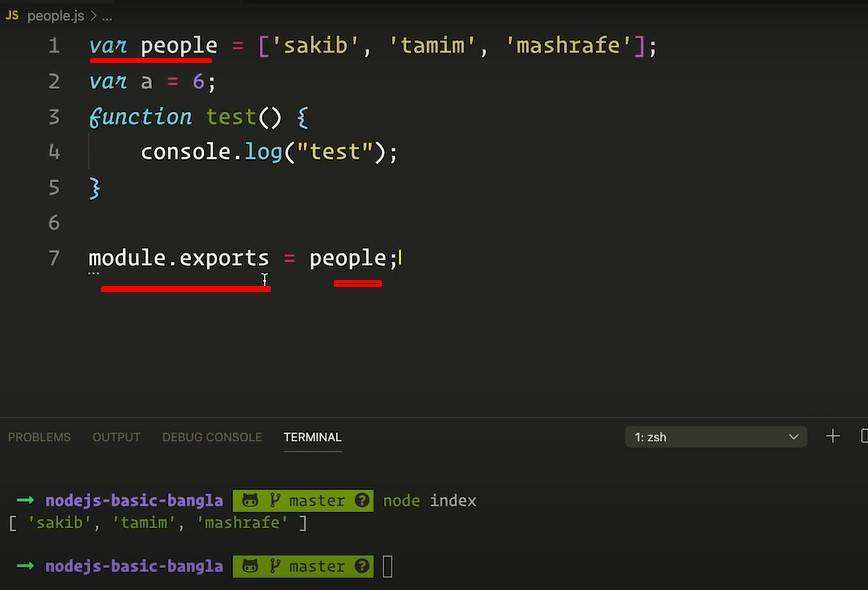 JS people.js > ...
1 var people = ['sakib', 'tamim', 'mashrafe'];
2 var a = 6;
3 function test() {
4 console.log("test");
5 }
6
7 module.exports = people;
PROBLEMS OUTPUT DEBUG CONSOLE TERMINAL 1: zsh
→ nodejs-basic-bangla master ? node index
[ 'sakib', 'tamim', 'mashrafe' ]
→ nodejs-basic-bangla master ?